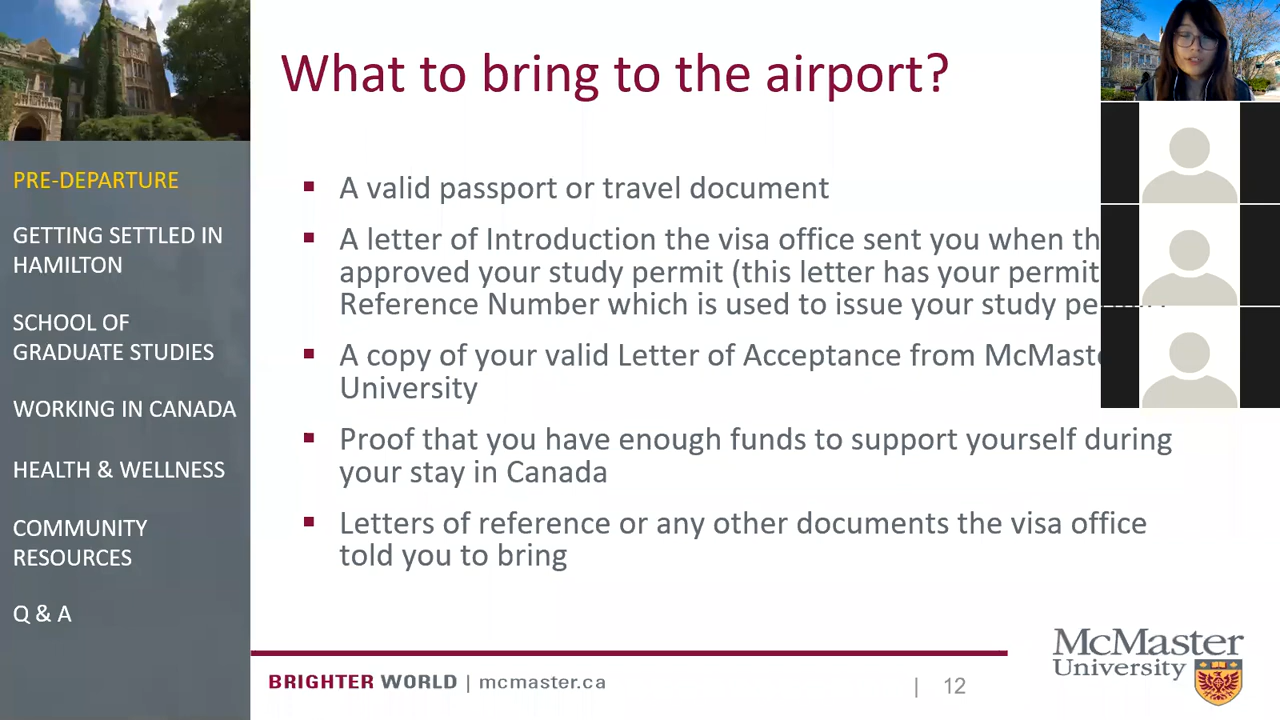 What to bring to the airport?
PRE-DEPARTURE
GETTING SETTLED IN
HAMILTON
SCHOOL OF
GRADUATE STUDIES
WORKING IN CANADA
HEALTH & WELLNESS
COMMUNITY
RESOURCES
Q & A
▪ A valid passport or travel document
▪ A letter of Introduction the visa office sent you when
approved your study permit (this letter has your permit
Reference Number which is used to issue your study
▪ A copy of your valid Letter of Acceptance from
University
▪ Proof that you have enough funds to support yourself during
your stay in Canada
▪ Letters of reference or any other documents the visa office
told you to bring
BRIGHTER WORLD | mcmaster.ca
| 12
McMaster
University